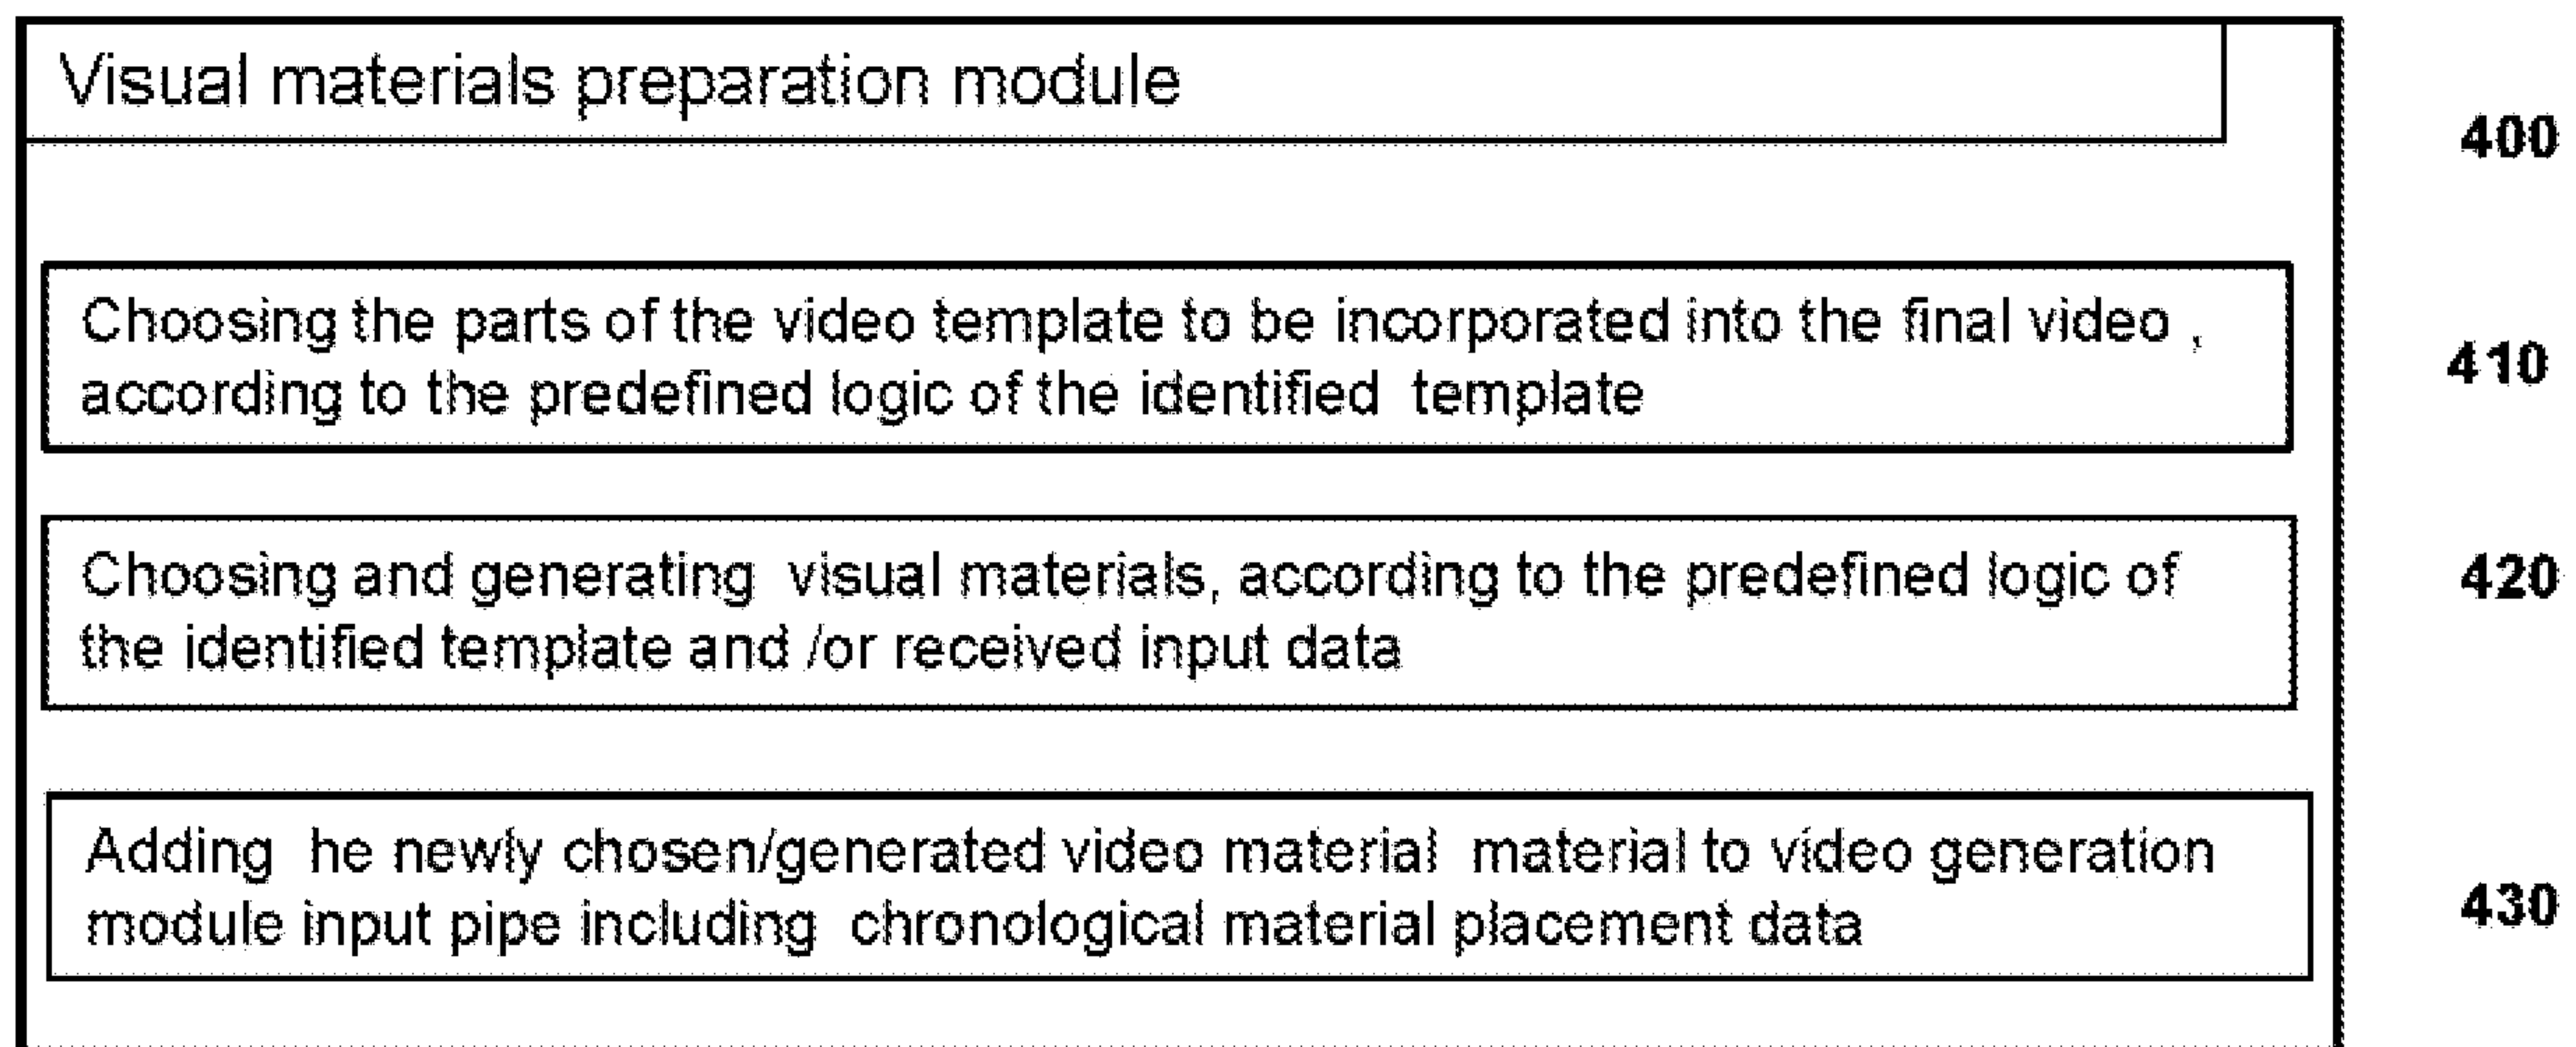 Visual materials preparation module
400
Choosing the parts of the video template to be incorporated into the final video ,
according to the predefined logic of the identified template
410
Choosing and generating visual materials, according to the predefined logic of
the identified template and /or received input data
420
Adding he newly chosen/generated video material material to video generation
module input pipe including chronological material placement data
430